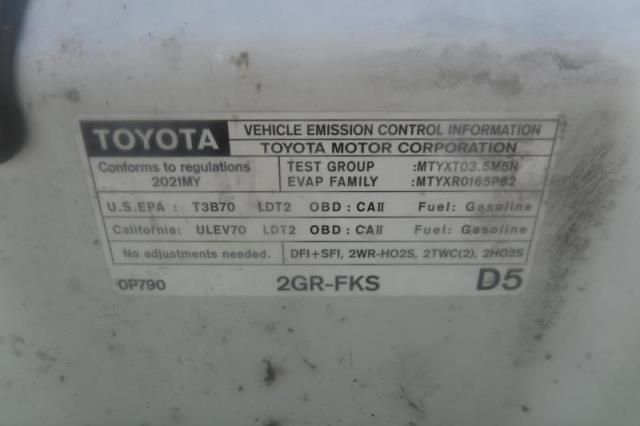 TOYOTA
VEHICLE EMISSION CONTROL INFORMATION
TOYOTA MOTOR CORPORATION
Conforms to regulations
2021MY
TEST GROUP :MTYXT03.5M5N
EVAP FAMILY :MTYXR0165P82
U.S.EPA : T3B70 LDT2 OBD : CAII Fuel: Gasoline
California: ULEV70 LDT2 OBD : CAII Fuel: Gasoline
No adjustments needed. DFI+SFI, 2WR-HO2S, 2TWC(2), 2HO2S
0P790 2GR-FKS D5